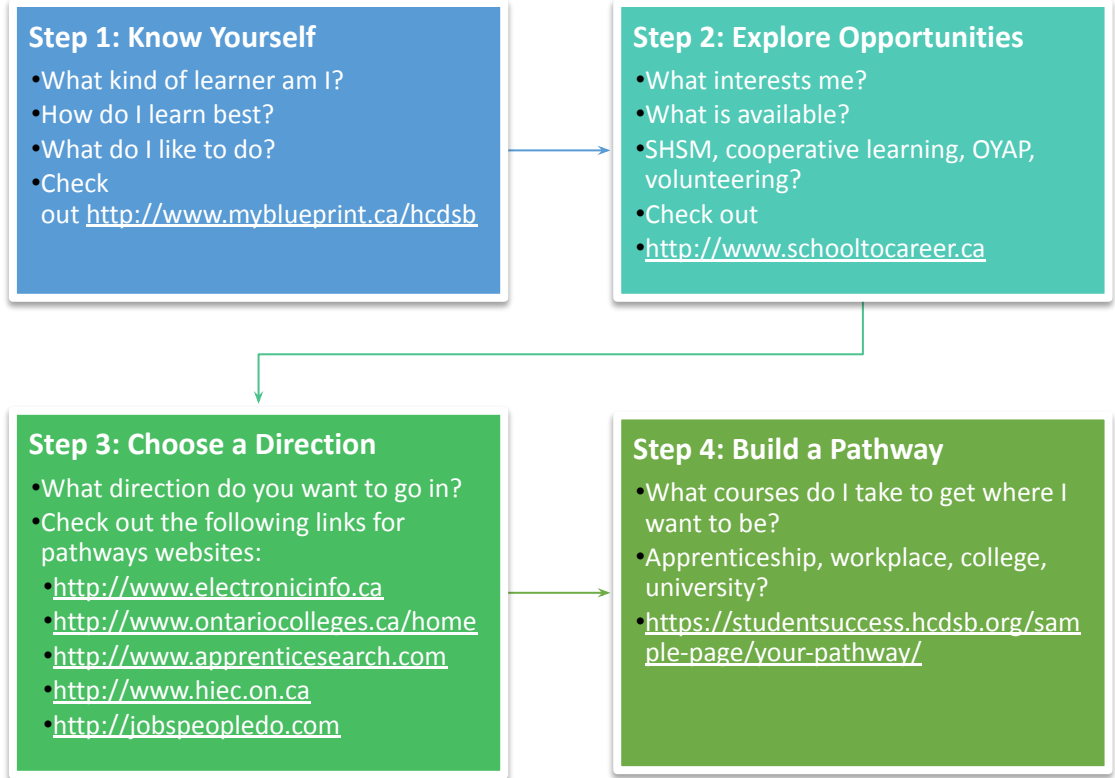 Step 1: Know Yourself
•What kind of learner am I?
•How do I learn best?
•What do I like to do?
•Check
out http://www.myblueprint.ca/hcdsb
Step 2: Explore Opportunities
•What interests me?
•What is available?
•SHSM, cooperative learning, OYAP,
volunteering?
•Check out
•http://www.schooltocareer.ca
Step 3: Choose a Direction
•What direction do you want to go in?
•Check out the following links for
pathways websites:
•http://www.electronicinfo.ca
•http://www.ontariocolleges.ca/home
•http://www.apprenticesearch.com
•http://www.hiec.on.ca
•http://jobspeopledo.com
Step 4: Build a Pathway
•What courses do I take to get where I
want to be?
•Apprenticeship, workplace, college,
university?
•https://studentsuccess.hcdsb.org/sam
ple-page/your-pathway/